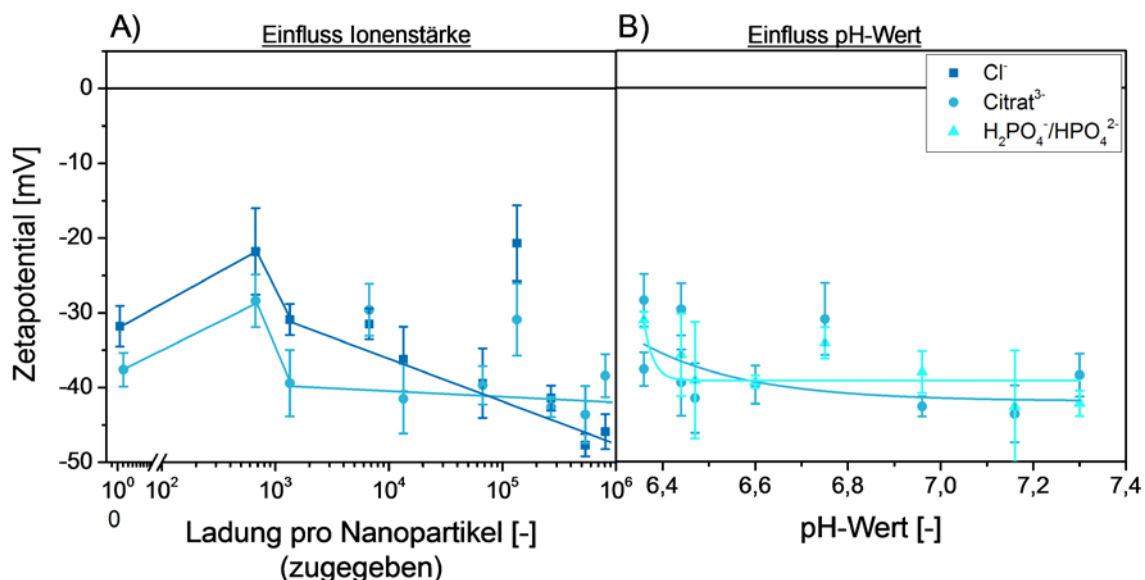 A)
Einfluss Ionenstärke
B)
Einfluss pH-Wert
Cl⁻
Citrat³⁻
H₂PO₄⁻/HPO₄²⁻
Zetapotential [mV]
0
-10
-20
-30
-40
-50
10⁰ 10² 10³ 10⁴ 10⁵ 10⁶
0
Ladung pro Nanopartikel [-]
(zugegeben)
6,4 6,6 6,8 7,0 7,2 7,4
pH-Wert [-]